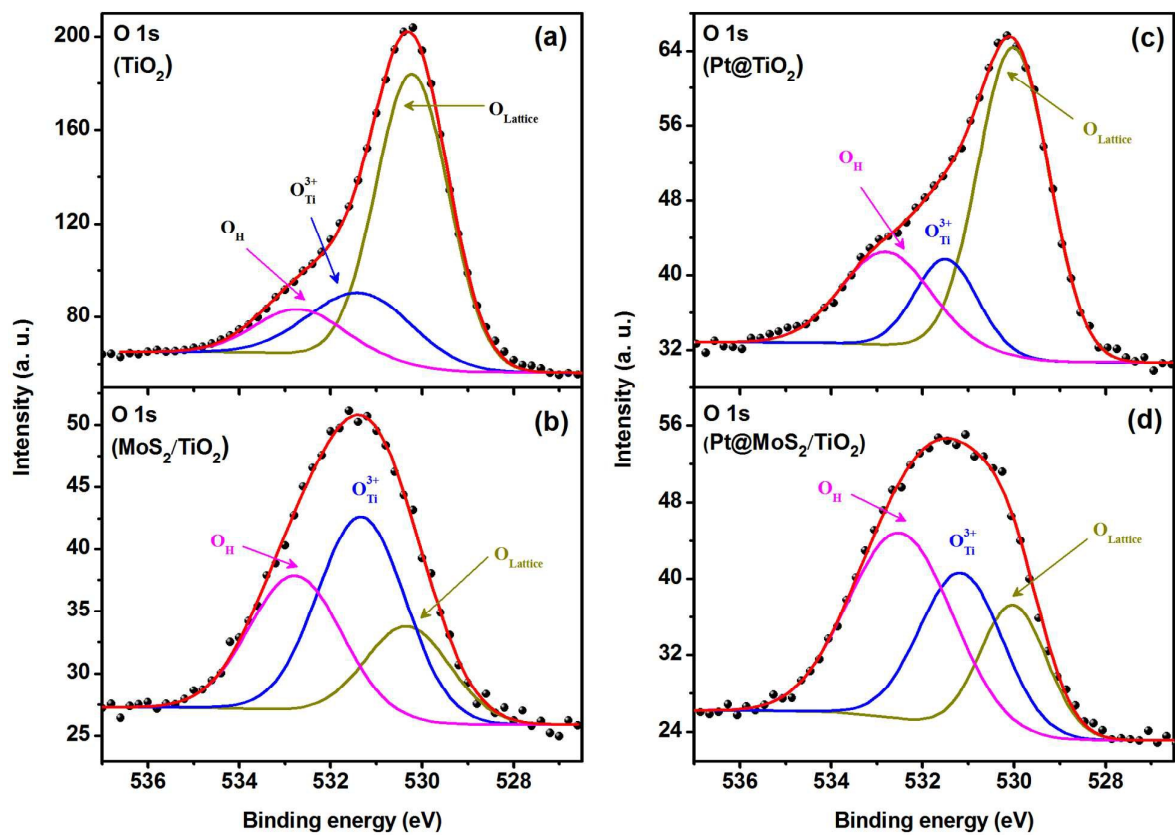 O 1s
(TiO₂)
(a)
O_Lattice
O_Ti^3+
O_H
200
160
120
80
O 1s
(MoS₂/TiO₂)
(b)
O_Ti^3+
O_H
O_Lattice
50
45
40
35
30
25
536 534 532 530 528
Binding energy (eV)
Intensity (a. u.)
O 1s
(Pt@TiO₂)
(c)
O_Lattice
O_H
O_Ti^3+
64
56
48
40
32
O 1s
(Pt@MoS₂/TiO₂)
(d)
O_H
O_Ti^3+
O_Lattice
56
48
40
32
24
536 534 532 530 528
Binding energy (eV)
Intensity (a. u.)